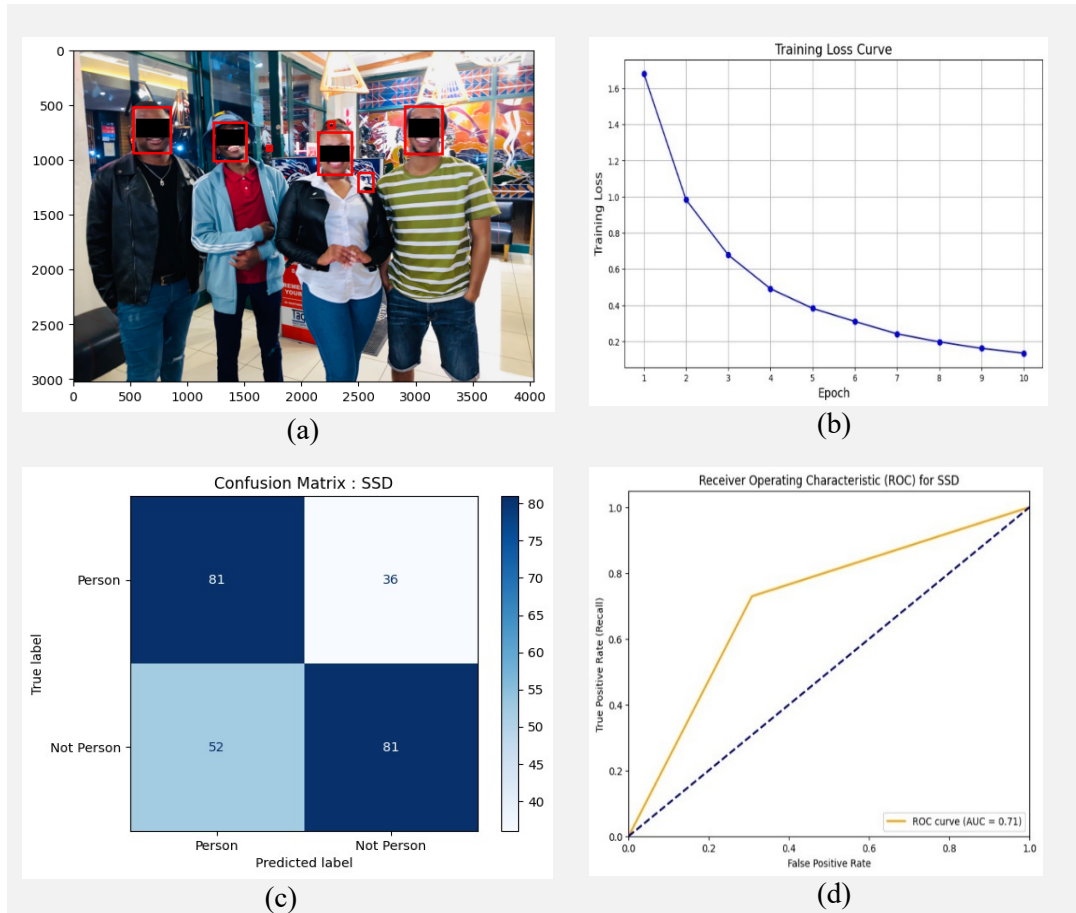 0
500
1000
1500
2000
2500
3000
0 500 1000 1500 2000 2500 3000 3500 4000
(a)
Training Loss Curve
Training Loss
1.6
1.4
1.2
1.0
0.8
0.6
0.4
0.2
1 2 3 4 5 6 7 8 9 10
Epoch
(b)
Confusion Matrix : SSD
True label
Person
Not Person
81 36
52 81
Person Not Person
Predicted label
80
75
70
65
60
55
50
45
40
(c)
Receiver Operating Characteristic (ROC) for SSD
True Positive Rate (Recall)
1.0
0.8
0.6
0.4
0.2
0.0
0.0 0.2 0.4 0.6 0.8 1.0
False Positive Rate
ROC curve (AUC = 0.71)
(d)